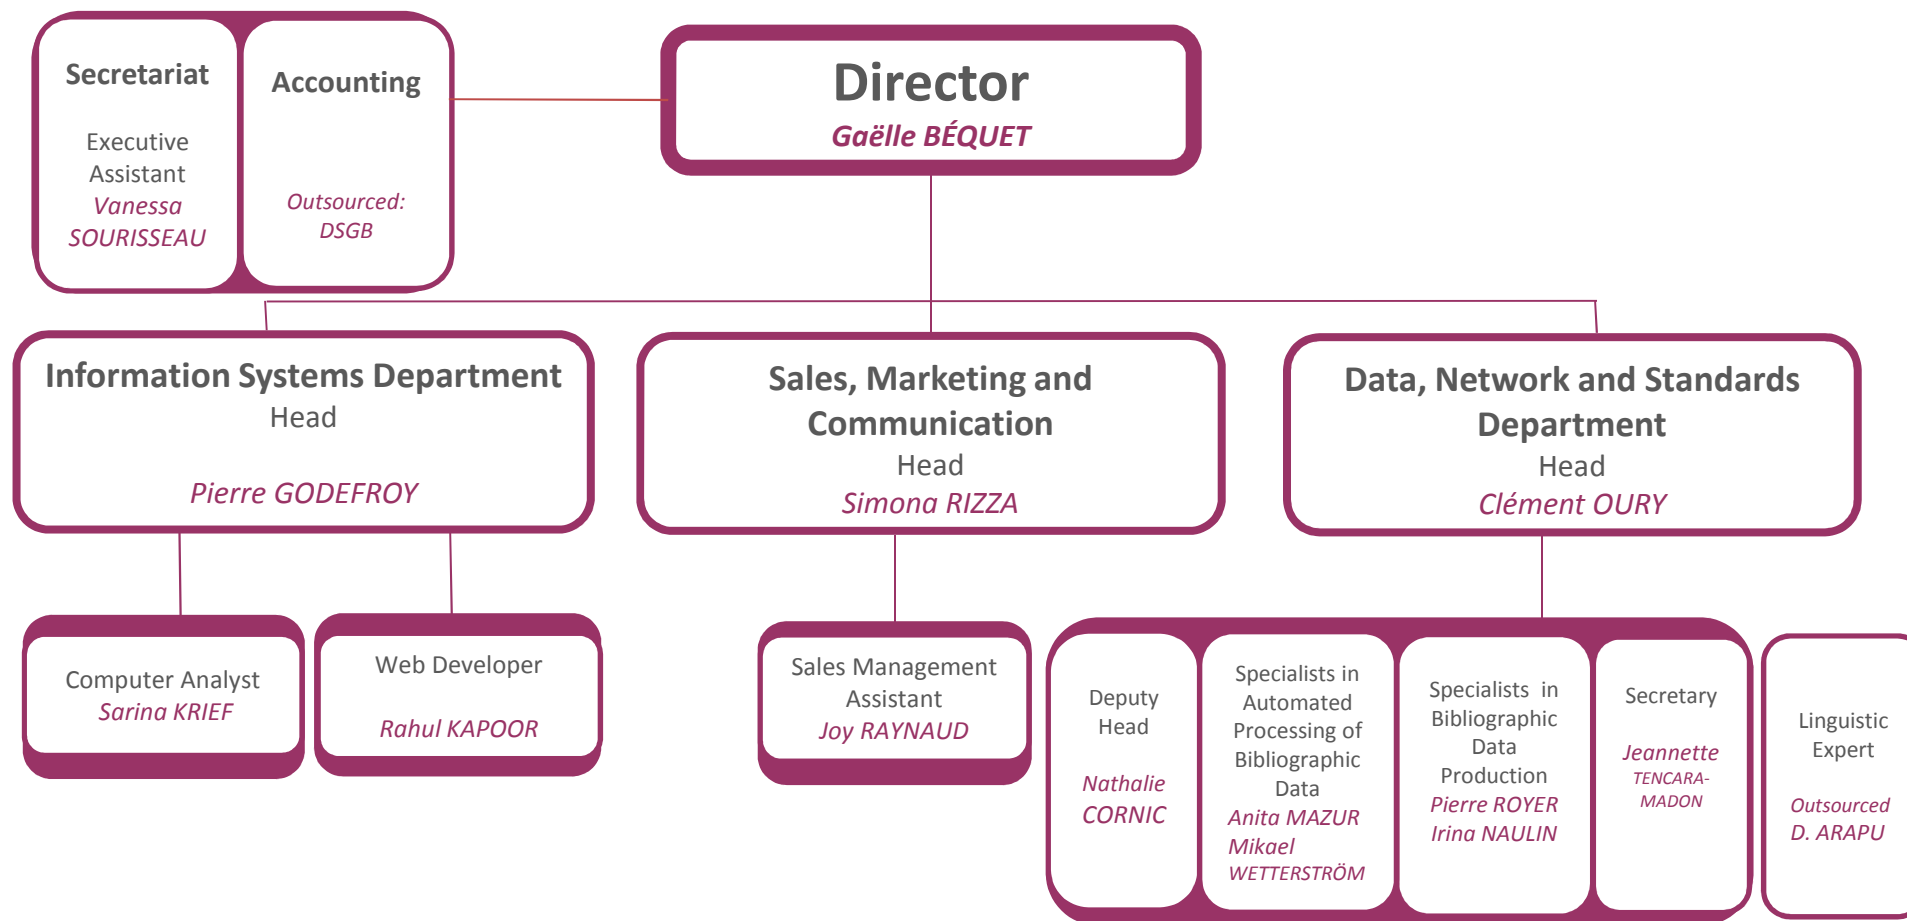 Secretariat
Executive
Assistant
Vanessa
SOURISSEAU
Accounting
Outsourced:
DSGB
Director
Gaëlle BÉQUET
Information Systems Department
Head
Pierre GODEFROY
Sales, Marketing and
Communication
Head
Simona RIZZA
Data, Network and Standards
Department
Head
Clément OURY
Computer Analyst
Sarina KRIEF
Web Developer
Rahul KAPOOR
Sales Management
Assistant
Joy RAYNAUD
Deputy
Head
Nathalie
CORNIC
Specialists in
Automated
Processing of
Bibliographic
Data
Anita MAZUR
Mikael
WETTERSTRÖM
Specialists in
Bibliographic
Data
Production
Pierre ROYER
Irina NAULIN
Secretary
Jeannette
TENCARA-
MADON
Linguistic
Expert
Outsourced
D. ARAPU